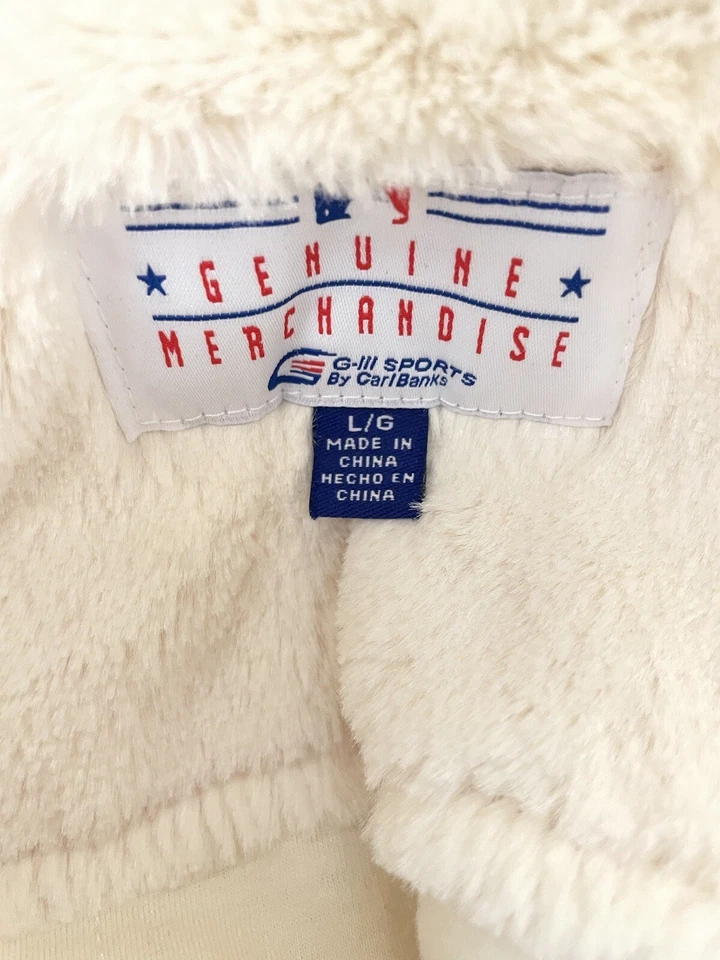 GENUINE
MERCHANDISE
G-III SPORTS
By Carl Banks
L/G
MADE IN
CHINA
HECHO EN
CHINA